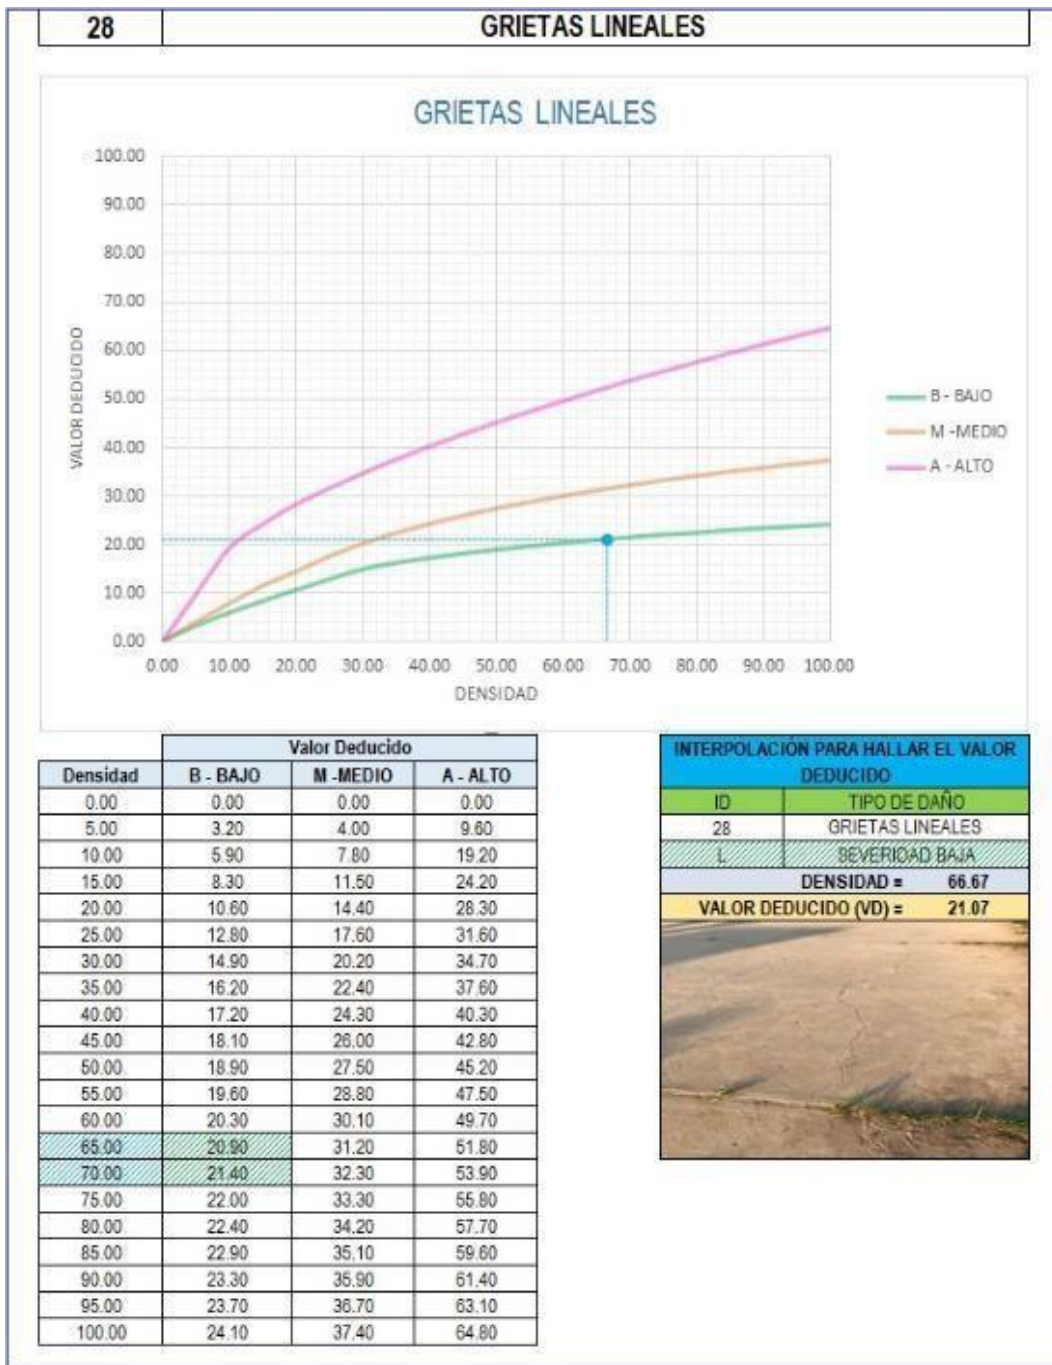 28 GRIETAS LINEALES
GRIETAS LINEALES
100.00
90.00
80.00
70.00
60.00
50.00
40.00
30.00
20.00
10.00
0.00
VALOR DEDUCIDO
0.00 10.00 20.00 30.00 40.00 50.00 60.00 70.00 80.00 90.00 100.00
DENSIDAD
B - BAJO
M -MEDIO
A - ALTO
Valor Deducido
Densidad B - BAJO M -MEDIO A - ALTO
0.00 0.00 0.00 0.00
5.00 3.20 4.00 9.60
10.00 5.90 7.80 19.20
15.00 8.30 11.50 24.20
20.00 10.60 14.40 28.30
25.00 12.80 17.60 31.60
30.00 14.90 20.20 34.70
35.00 16.20 22.40 37.60
40.00 17.20 24.30 40.30
45.00 18.10 26.00 42.80
50.00 18.90 27.50 45.20
55.00 19.60 28.80 47.50
60.00 20.30 30.10 49.70
65.00 20.90 31.20 51.80
70.00 21.40 32.30 53.90
75.00 22.00 33.30 55.80
80.00 22.40 34.20 57.70
85.00 22.90 35.10 59.60
90.00 23.30 35.90 61.40
95.00 23.70 36.70 63.10
100.00 24.10 37.40 64.80
INTERPOLACIÓN PARA HALLAR EL VALOR
DEDUCIDO
ID TIPO DE DAÑO
28 GRIETAS LINEALES
L SEVERIDAD BAJA
DENSIDAD = 66.67
VALOR DEDUCIDO (VD) = 21.07